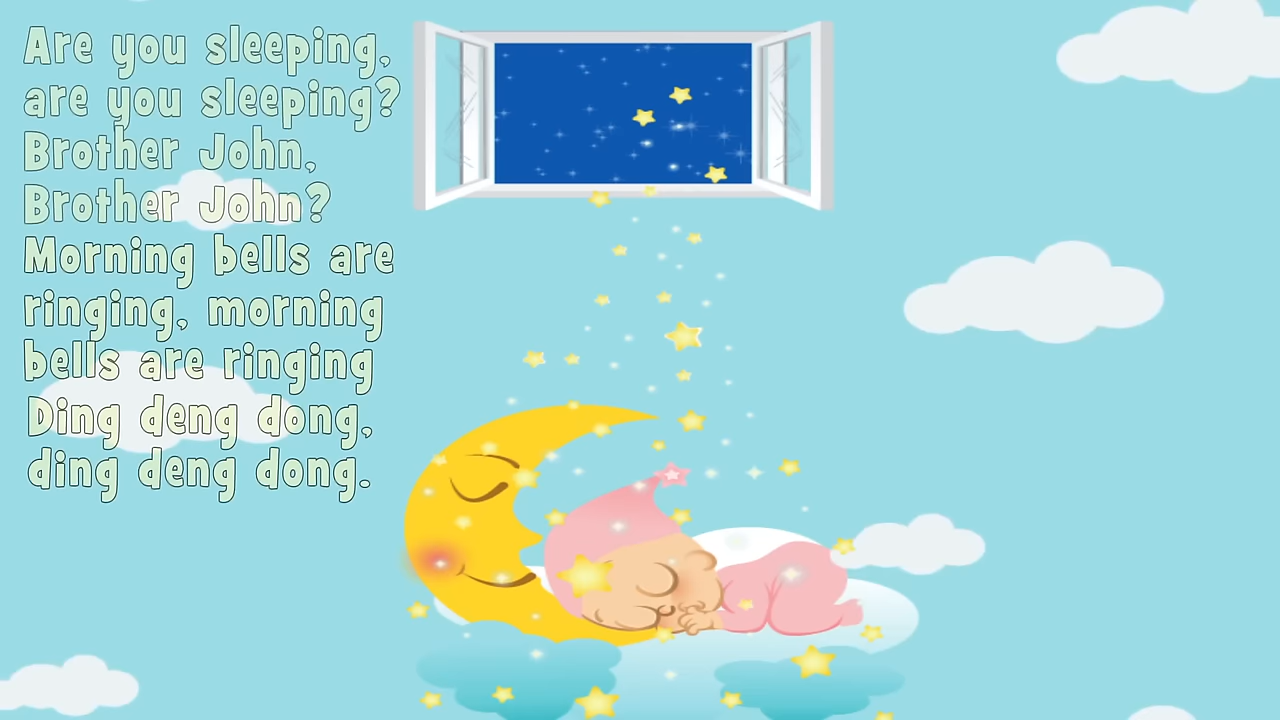 Are you sleeping,
are you sleeping?
Brother John,
Brother John?
Morning bells are
ringing, morning
bells are ringing
Ding deng dong,
ding deng dong.